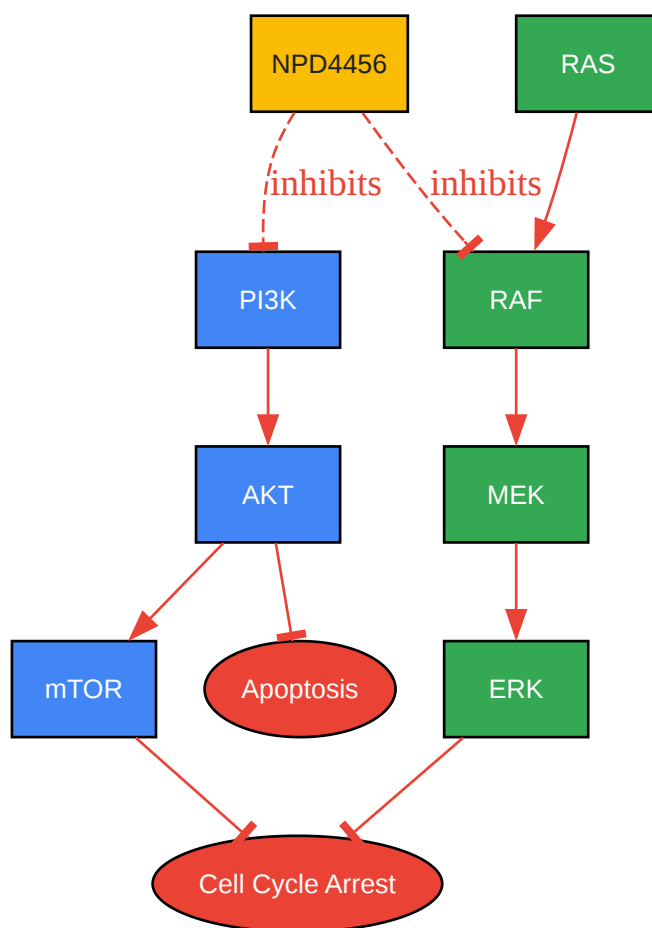 NPD4456
RAS
inhibits
inhibits
PI3K
RAF
AKT
MEK
mTOR
Apoptosis
ERK
Cell Cycle Arrest